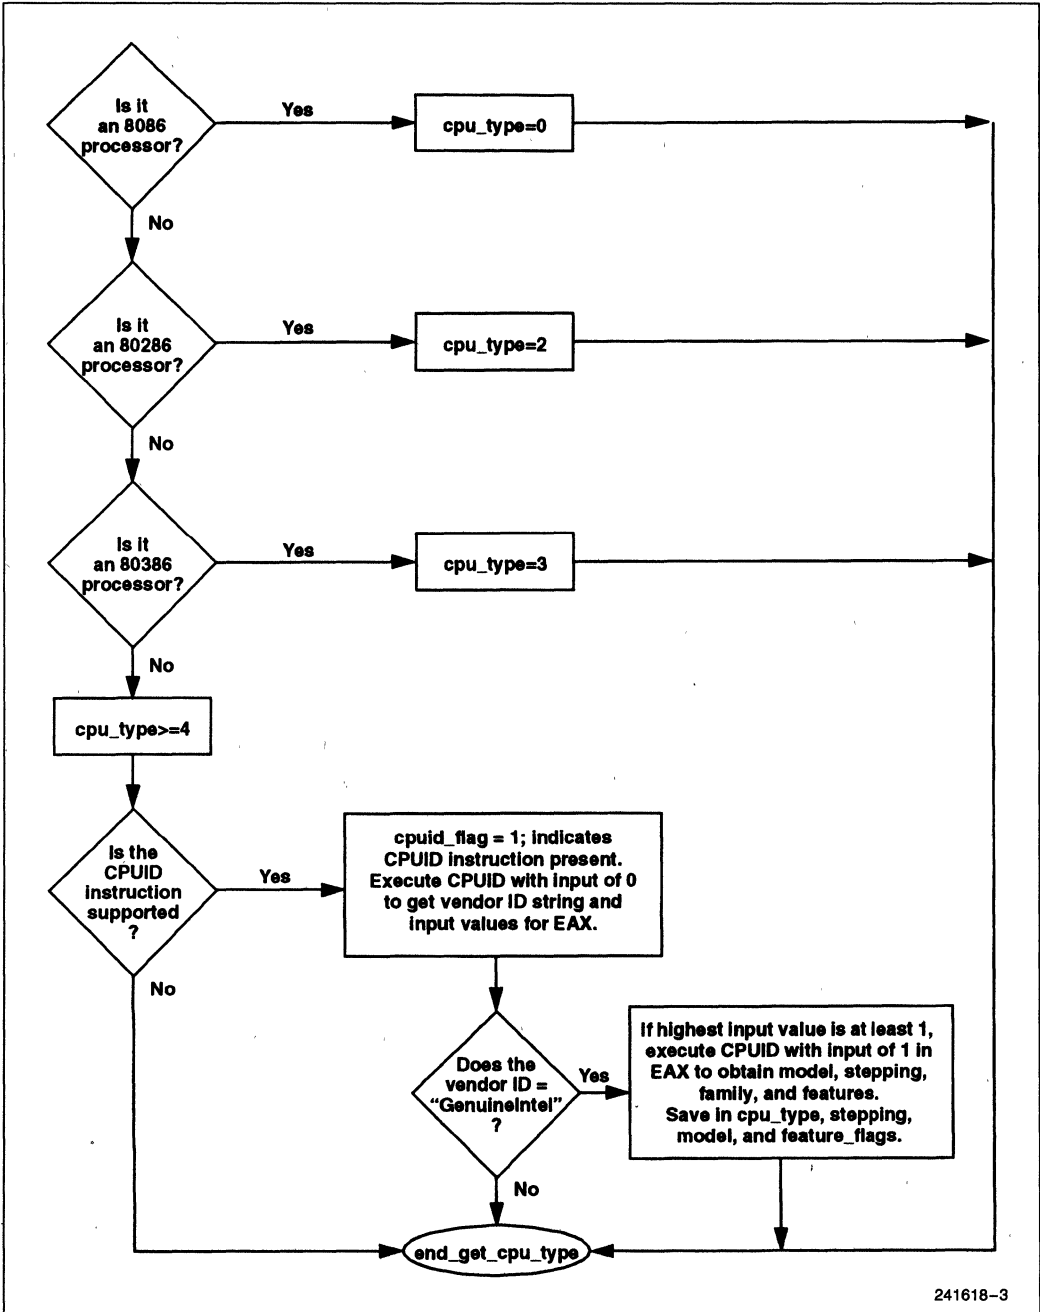 Is it
an 8086
processor?
Yes
cpu_type=0
No
Is it
an 80286
processor?
Yes
cpu_type=2
No
Is it
an 80386
processor?
Yes
cpu_type=3
No
cpu_type>=4
Is the
CPUID
instruction
supported
?
Yes
cpuid_flag = 1; indicates
CPUID instruction present.
Execute CPUID with input of 0
to get vendor ID string and
input values for EAX.
No
Does the
vendor ID =
“GenuineIntel”
?
Yes
If highest input value is at least 1,
execute CPUID with input of 1 in
EAX to obtain model, stepping,
family, and features.
Save in cpu_type, stepping,
model, and feature_flags.
No
end_get_cpu_type
241618–3